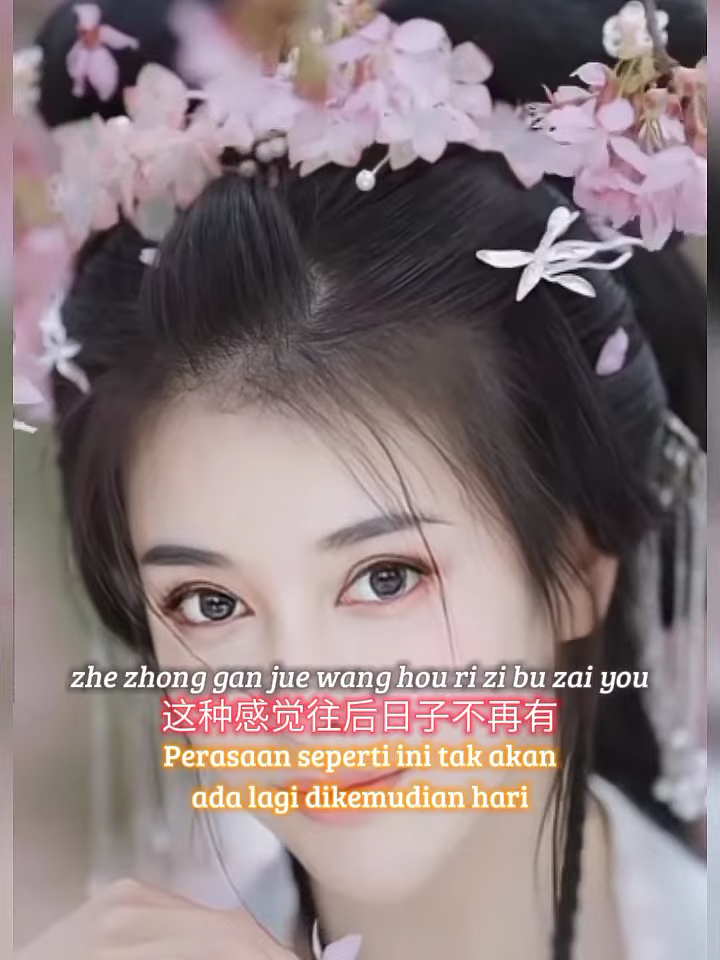 zhe zhong gan jue wang hou ri zi bu zai you
这种感觉往后日子不再有
Perasaan seperti ini tak akan
ada lagi dikemudian hari